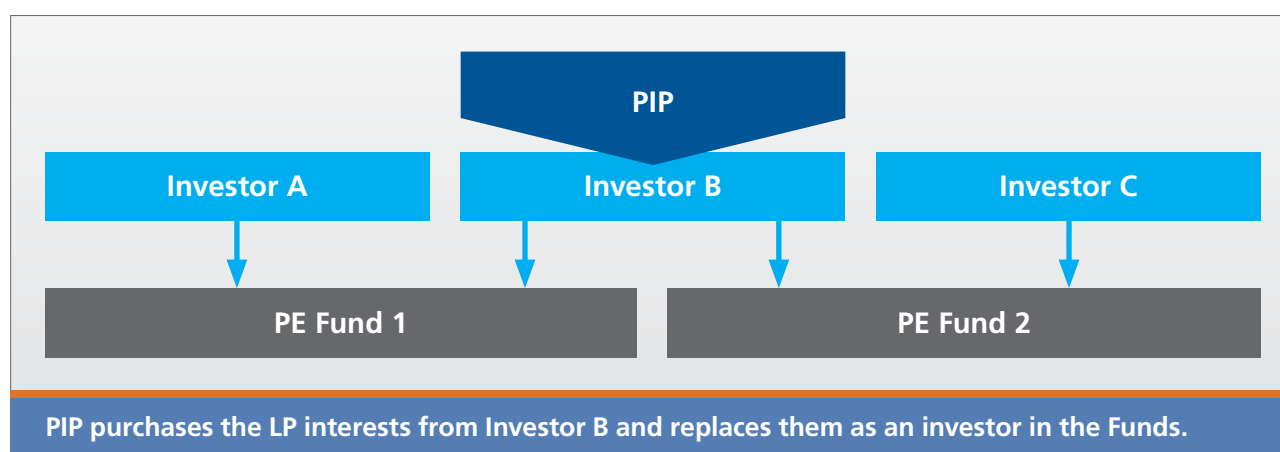 PIP
Investor A
Investor B
Investor C
PE Fund 1
PE Fund 2
PIP purchases the LP interests from Investor B and replaces them as an investor in the Funds.